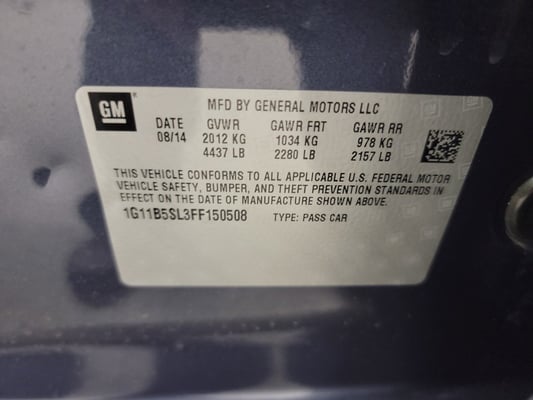 GM
MFD BY GENERAL MOTORS LLC
DATE GVWR GAWR FRT GAWR RR
08/14 2012 KG 1034 KG 978 KG
4437 LB 2280 LB 2157 LB
THIS VEHICLE CONFORMS TO ALL APPLICABLE U.S. FEDERAL MOTOR
VEHICLE SAFETY, BUMPER, AND THEFT PREVENTION STANDARDS IN
EFFECT ON THE DATE OF MANUFACTURE SHOWN ABOVE.
1G11B5SL3FF150508 TYPE: PASS CAR